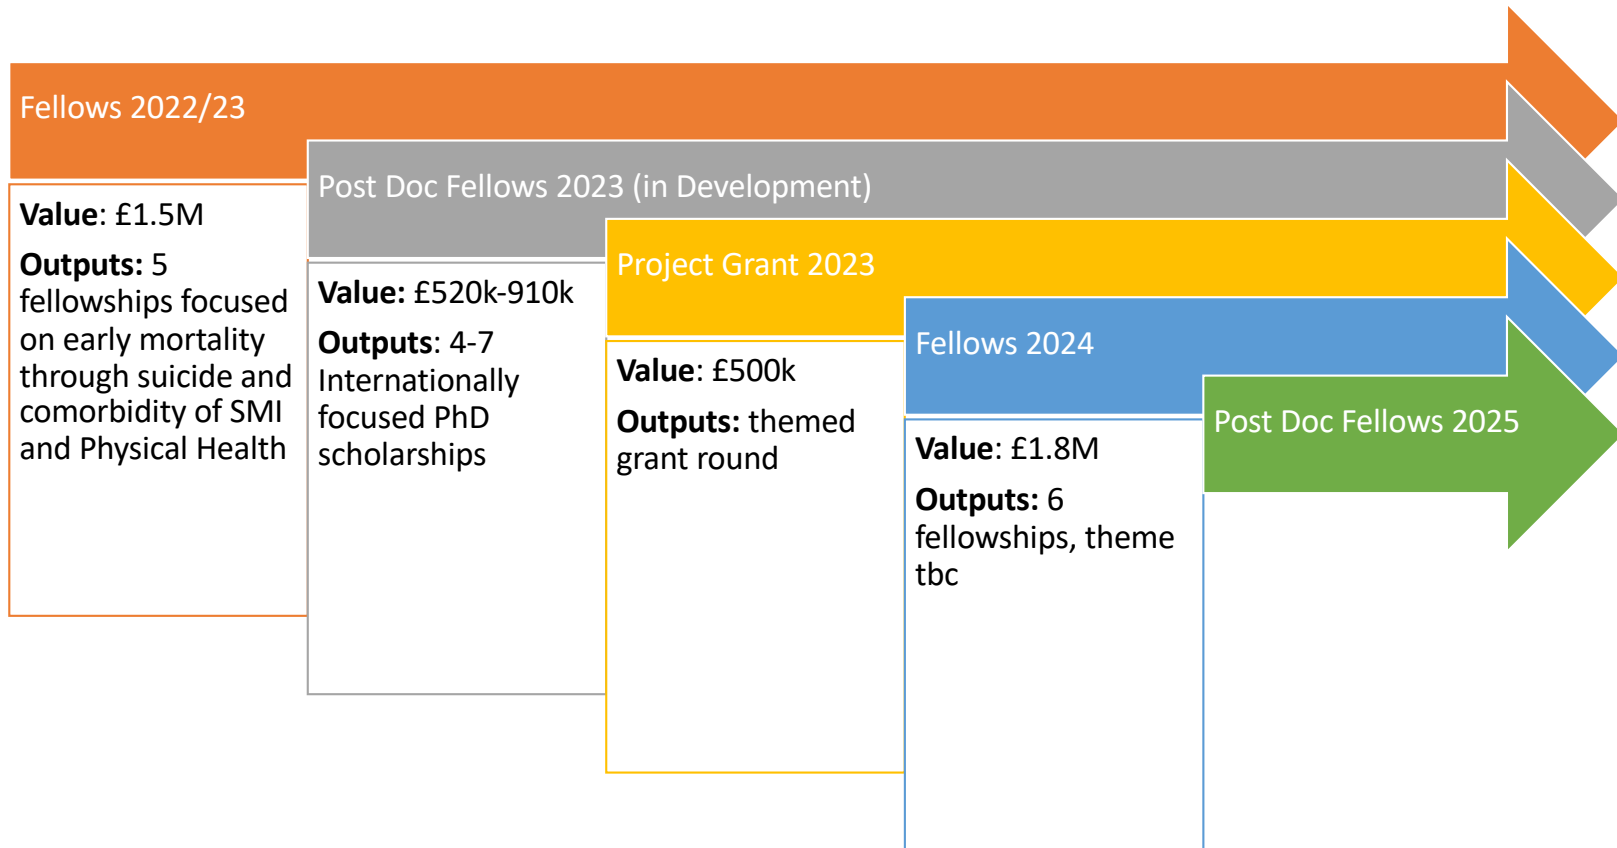 Fellows 2022/23
Value: £1.5M
Outputs: 5
fellowships focused
on early mortality
through suicide and
comorbidity of SMI
and Physical Health
Post Doc Fellows 2023 (in Development)
Value: £520k-910k
Outputs: 4-7
Internationally
focused PhD
scholarships
Project Grant 2023
Value: £500k
Outputs: themed
grant round
Fellows 2024
Value: £1.8M
Outputs: 6
fellowships, theme
tbc
Post Doc Fellows 2025